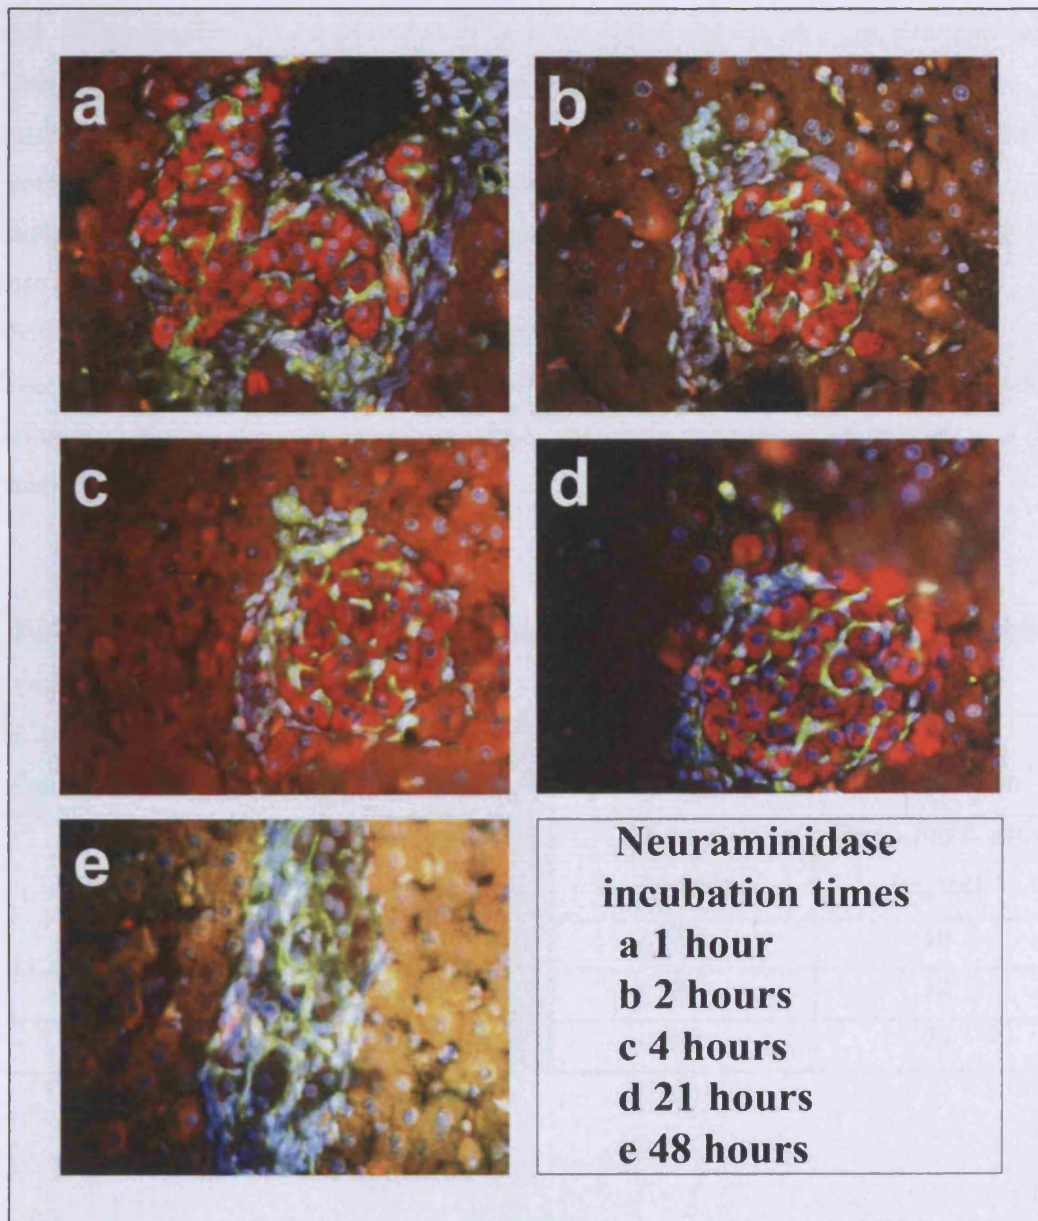 a
b
c
d
e
Neuraminidase
incubation times
a 1 hour
b 2 hours
c 4 hours
d 21 hours
e 48 hours